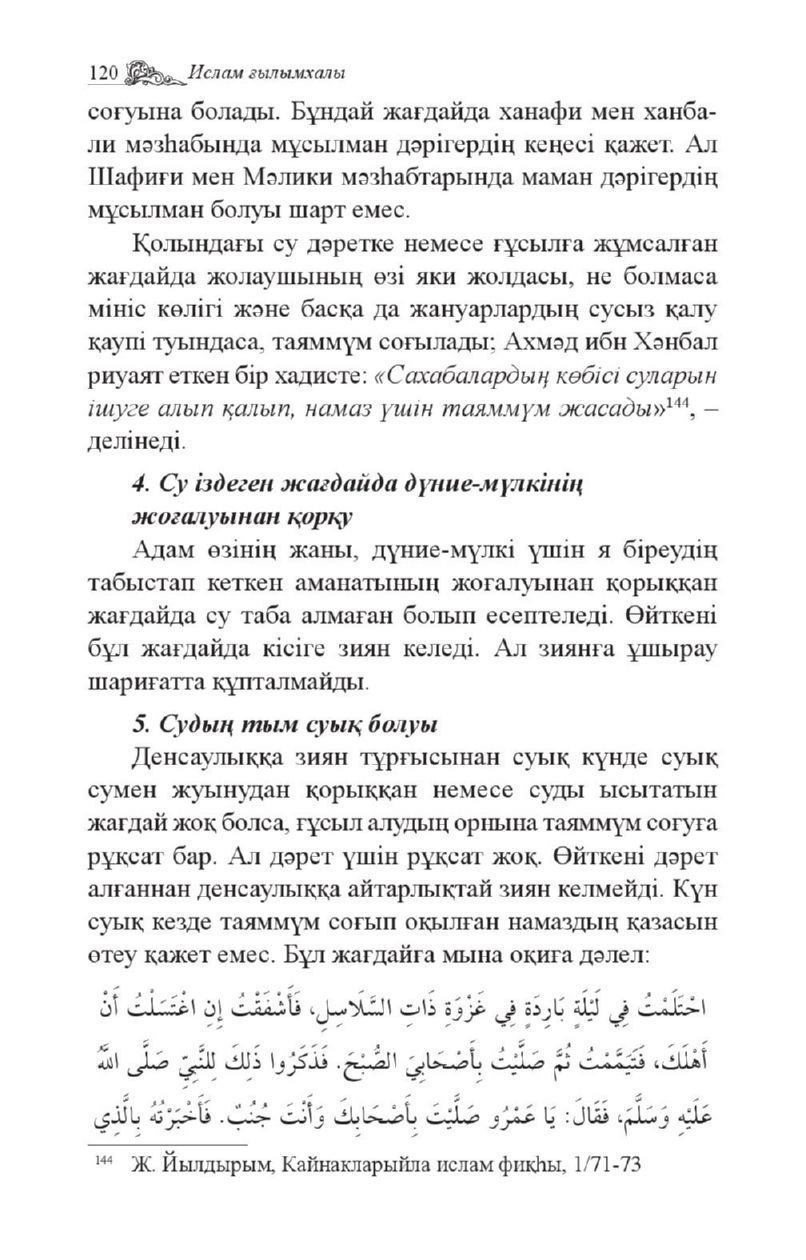 120 Ислам ғылымхалы
соғуына болады. Бұндай жағдайда ханафи мен ханба-
ли мәзһабында мұсылман дәрігердің кеңесі қажет. Ал
Шафиғи мен Мәлики мәзһабтарында маман дәрігердің
мұсылман болуы шарт емес.
Қолындағы су дәретке немесе ғұсылға жұмсалған
жағдайда жолаушының өзі яки жолдасы, не болмаса
мініс көлігі және басқа да жануарлардың сусыз қалу
қаупі туындаса, таяммүм соғылады; Ахмәд ибн Хәнбал
риуаят еткен бір хадисте: «Сахабалардың көбісі суларын
ішуге алып қалып, намаз үшін таяммүм жасады»144, –
делінеді.
4. Су іздеген жағдайда дүние-мүлкінің
жоғалуынан қорқу
Адам өзінің жаны, дүние-мүлкі үшін я біреудің
табыстап кеткен аманатының жоғалуынан қорыққан
жағдайда су таба алмаған болып есептеледі. Өйткені
бұл жағдайда кісіге зиян келеді. Ал зиянға ұшырау
шариғатта құпталмайды.
5. Судың тым суық болуы
Денсаулыққа зиян тұрғысынан суық күнде суық
сумен жуынудан қорыққан немесе суды ысытатын
жағдай жоқ болса, ғұсыл алудың орнына таяммүм соғуға
рұқсат бар. Ал дәрет үшін рұқсат жоқ. Өйткені дәрет
алғаннан денсаулыққа айтарлықтай зиян келмейді. Күн
суық кезде таяммүм соғып оқылған намаздың қазасын
өтеу қажет емес. Бұл жағдайға мына оқиға дәлел:
احْتَلَمْتُ فِي لَيْلَةٍ بَارِدَةٍ فِي غَزْوَةِ ذَاتِ السَّلَاسِلِ، فَأَشْفَقْتُ إِنِ اغْتَسَلْتُ أَنْ
أَهْلَكَ، فَتَيَمَّمْتُ ثُمَّ صَلَّيْتُ بِأَصْحَابِيَ الصُّبْحَ. فَذَكَرُوا ذَلِكَ لِلنَّبِيِّ صَلَّى اللهُ
عَلَيْهِ وَسَلَّمَ، فَقَالَ: يَا عَمْرُو صَلَّيْتَ بِأَصْحَابِكَ وَأَنْتَ جُنُبٌ. فَأَخْبَرْتُهُ بِالَّذِي
144 Ж. Йылдырым, Кайнакларыйла ислам фиқһы, 1/71-73